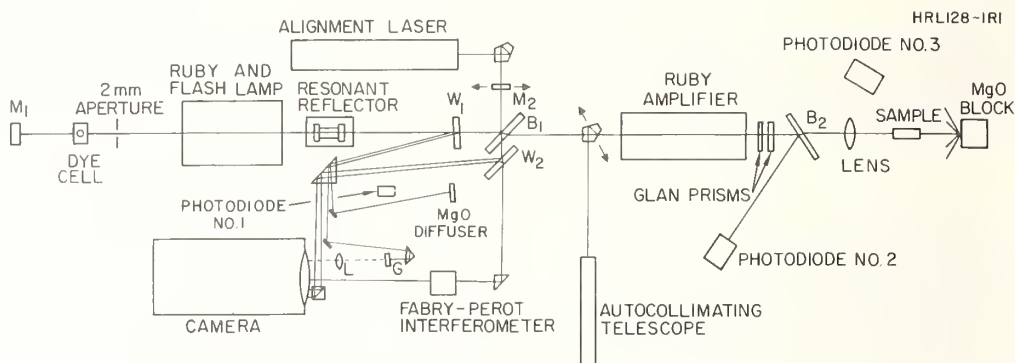 HRL128-1R1
ALIGNMENT LASER
PHOTODIODE NO.3
RUBY AND
FLASH LAMP
2mm
APERTURE
RESONANT
REFLECTOR
RUBY
AMPLIFIER
MgO
BLOCK
M1
W1
M2
B1
B2
SAMPLE
DYE
CELL
W2
LENS
GLAN PRISMS
PHOTODIODE
NO.1
MgO
DIFFUSER
PHOTODIODE NO. 2
L
G
CAMERA
FABRY-PEROT
INTERFEROMETER
AUTOCOLLIMATING
TELESCOPE